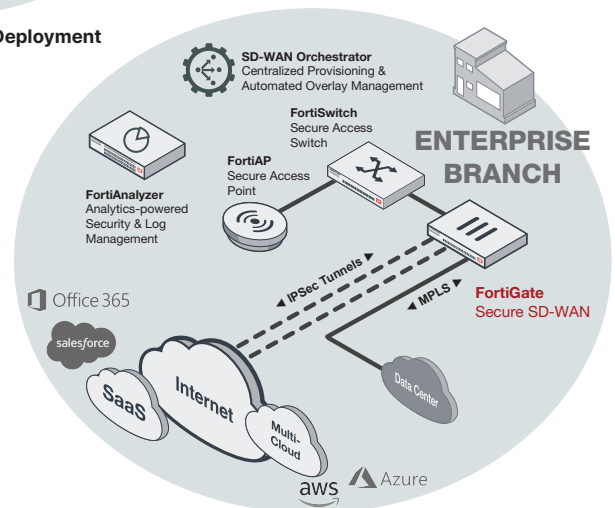 Deployment
SD-WAN Orchestrator
Centralized Provisioning &
Automated Overlay Management
FortiSwitch
Secure Access
Switch
ENTERPRISE
BRANCH
FortiAP
Secure Access
Point
FortiAnalyzer
Analytics-powered
Security & Log
Management
◄ IPSec Tunnels ►
◄ MPLS ►
FortiGate
Secure SD-WAN
Office 365
salesforce
SaaS
Internet
Multi-
Cloud
Data Center
aws
Azure